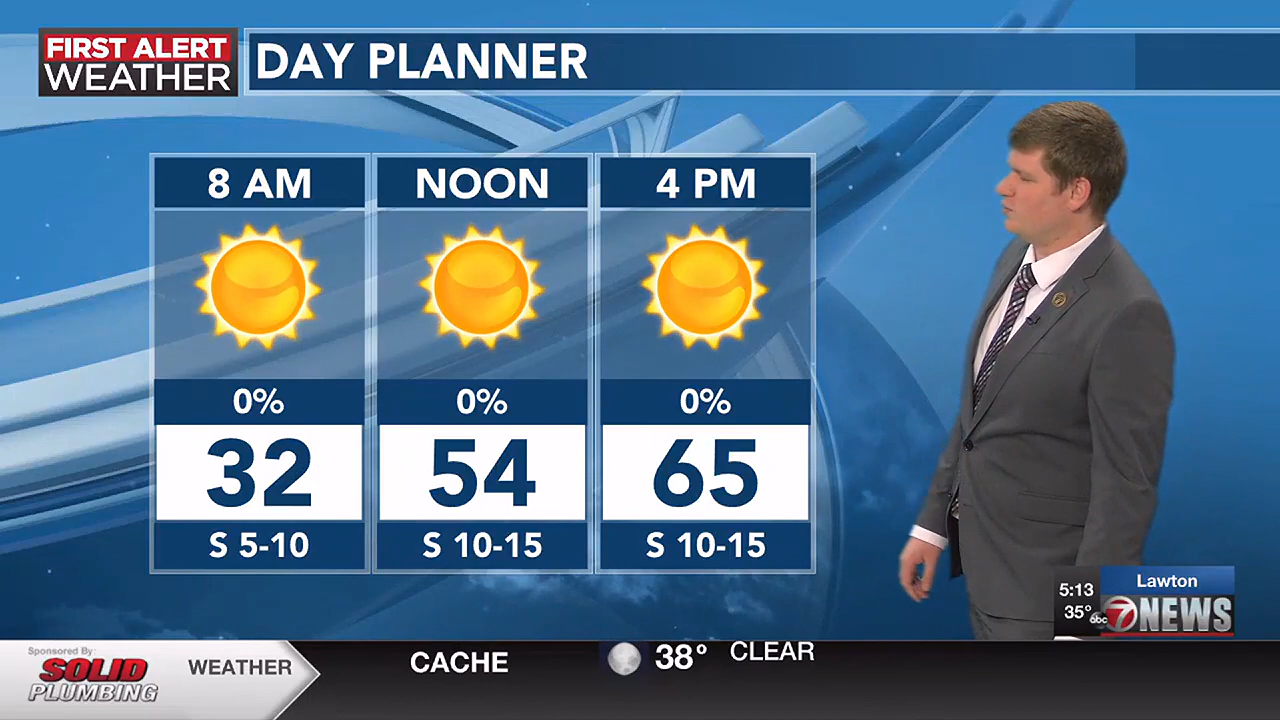 FIRST ALERT
WEATHER
DAY PLANNER
8 AM
NOON
4 PM
0%
0%
0%
32
54
65
S 5-10
S 10-15
S 10-15
5:13
Lawton
35°
abc
7NEWS
Sponsored By:
SOLID
PLUMBING
WEATHER
CACHE
38°
CLEAR